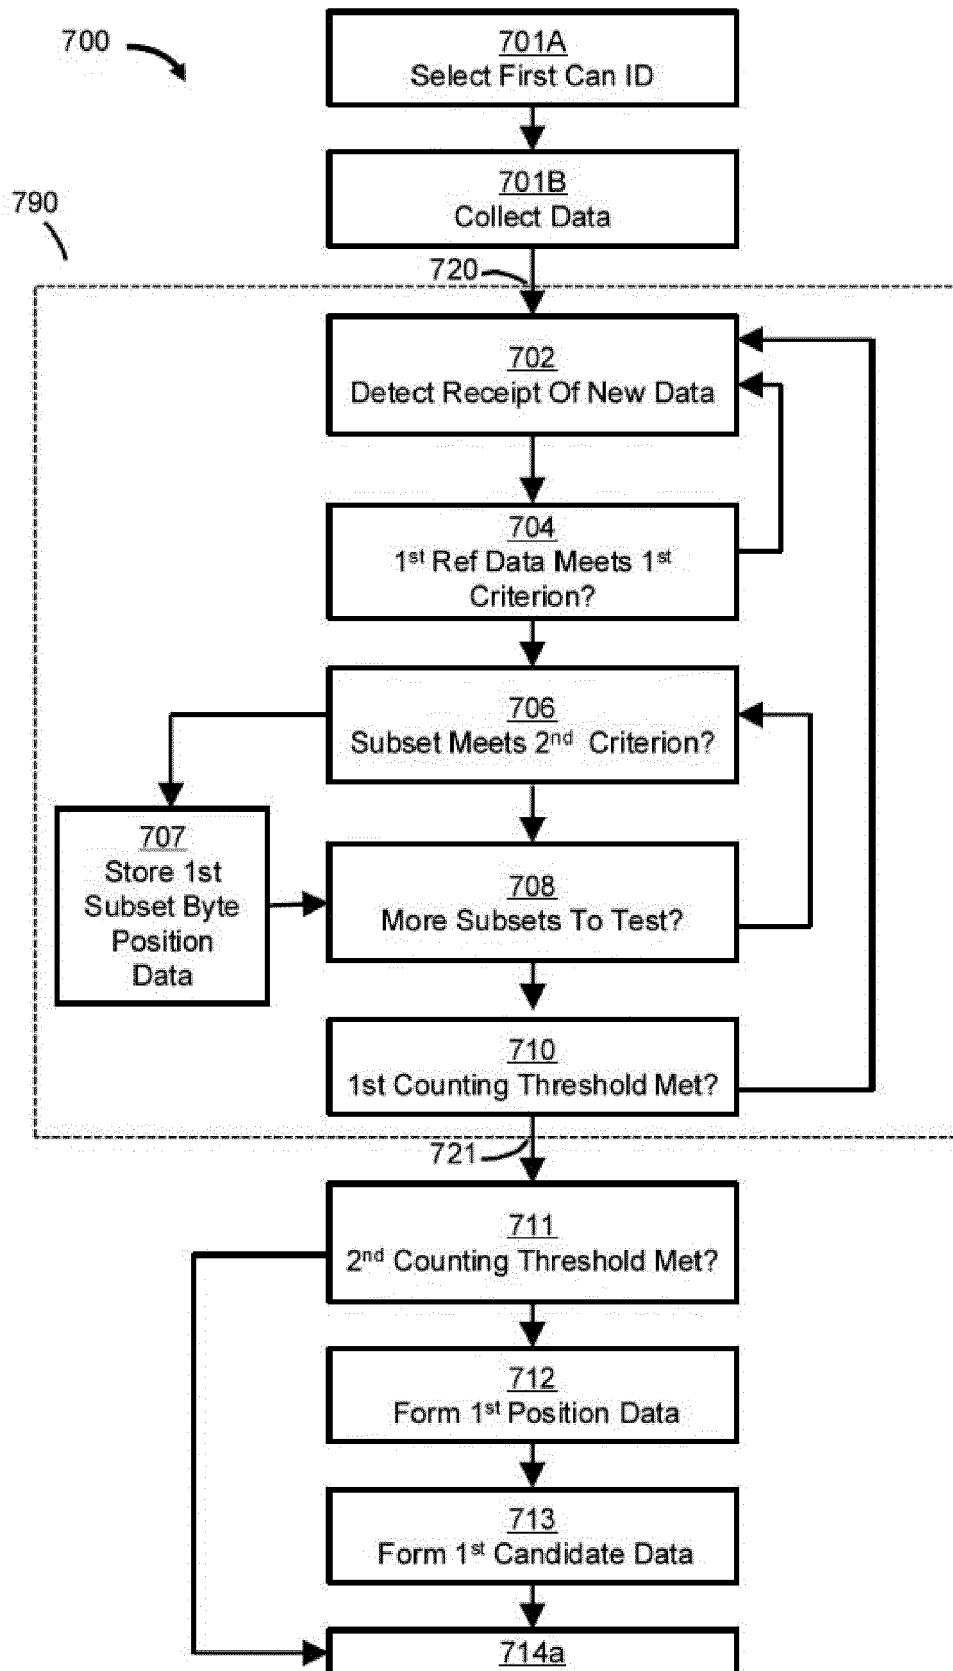 700
701A
Select First Can ID
701B
Collect Data
790
720
702
Detect Receipt Of New Data
704
1st Ref Data Meets 1st
Criterion?
706
Subset Meets 2nd Criterion?
707
Store 1st
Subset Byte
Position
Data
708
More Subsets To Test?
710
1st Counting Threshold Met?
721
711
2nd Counting Threshold Met?
712
Form 1st Position Data
713
Form 1st Candidate Data
714a